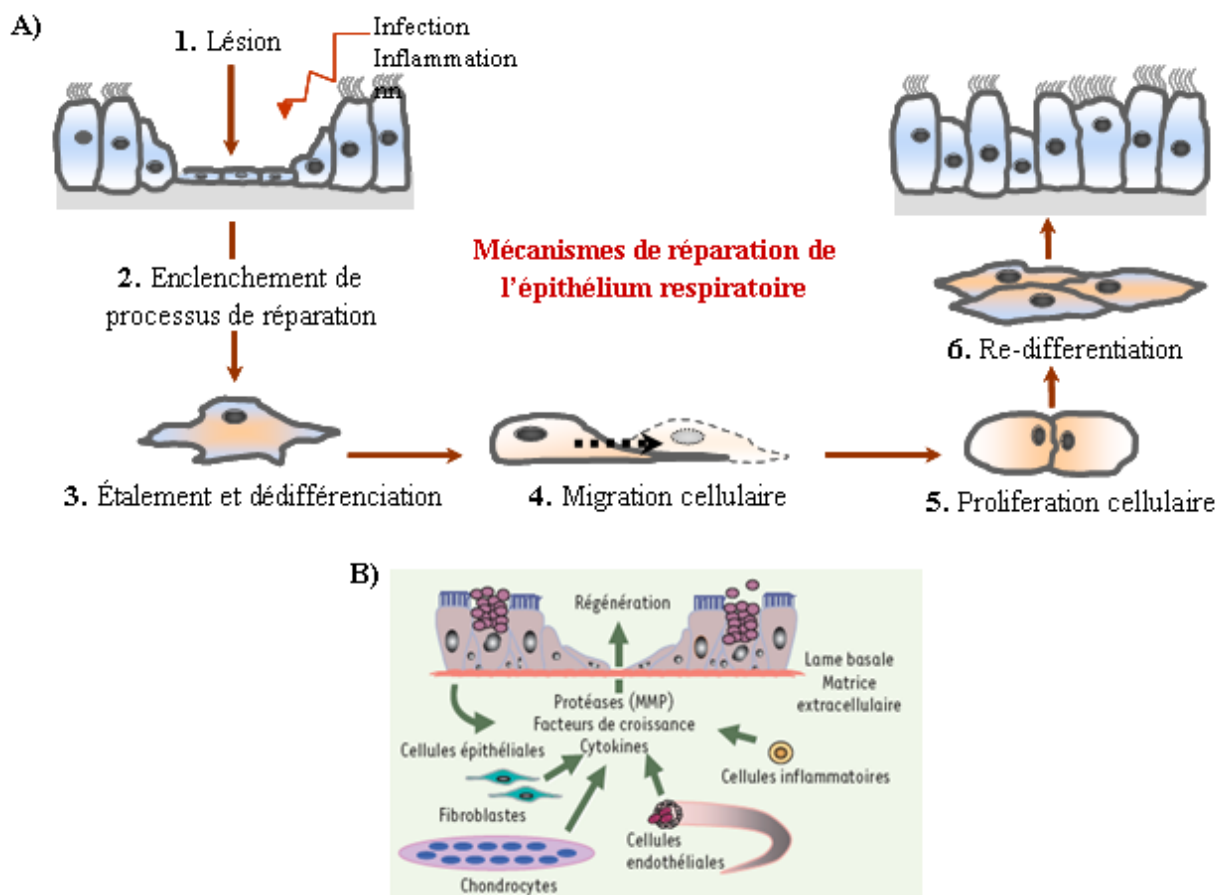 A)
1. Lésion
Infection
Inflammation
nn
Mécanismes de réparation de
l'épithélium respiratoire
2. Enclenchement de
processus de réparation
3. Étalement et dédifférenciation
4. Migration cellulaire
5. Proliferation cellulaire
6. Re-differentiation
B)
Régénération
Lame basale
Matrice
extracellulaire
Protéases (MMP)
Facteurs de croissance
Cytokines
Cellules épithéliales
Cellules inflammatoires
Fibroblastes
Cellules
endothéliales
Chondrocytes